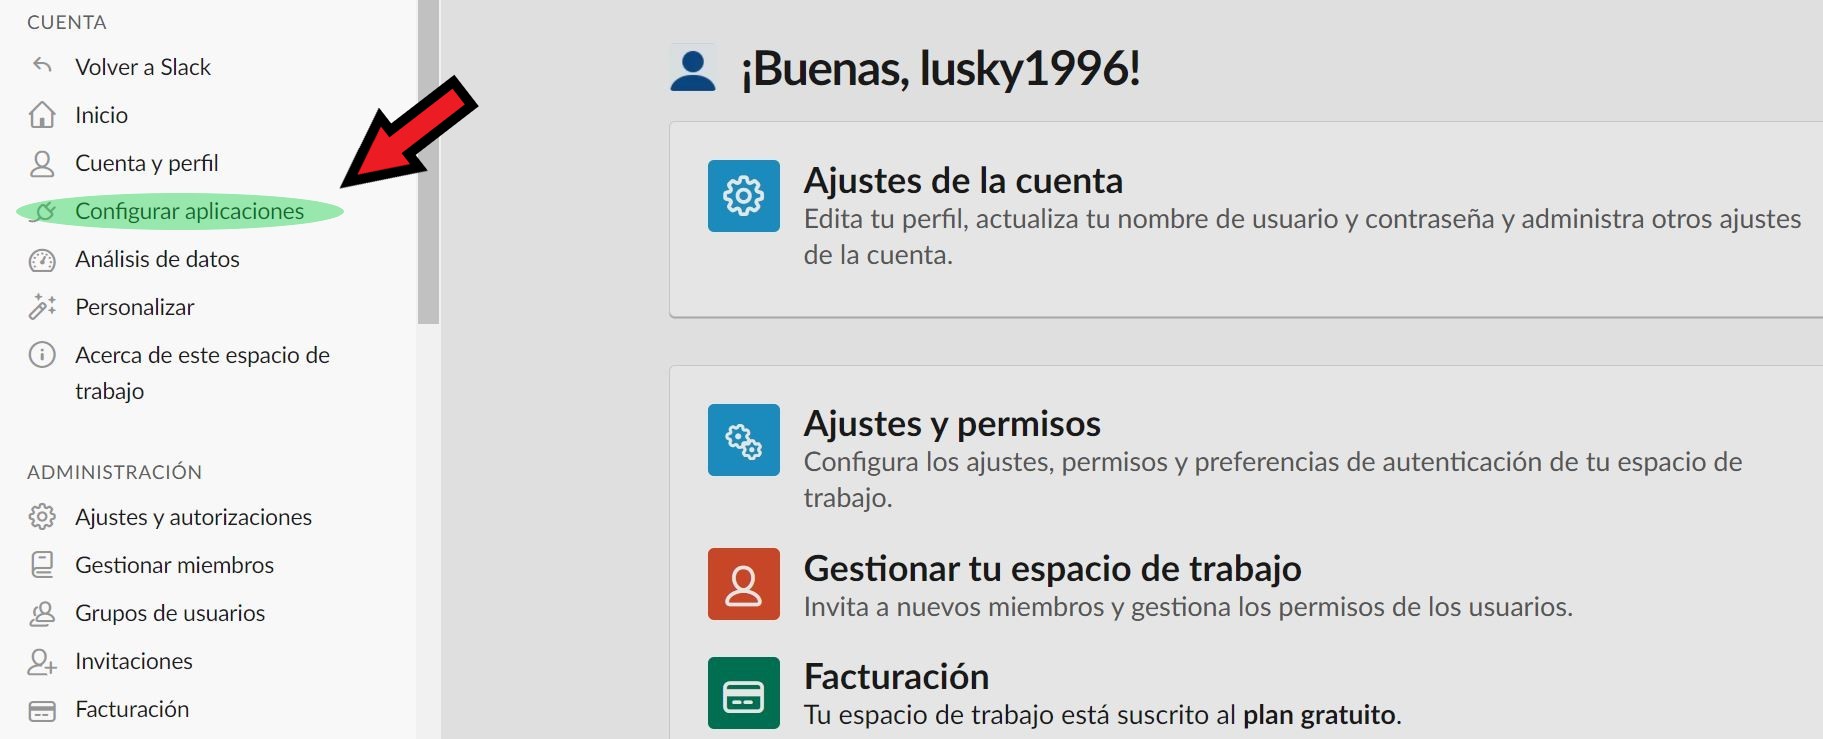 CUENTA
Volver a Slack
Inicio
Cuenta y perfil
Configurar aplicaciones
Análisis de datos
Personalizar
Acerca de este espacio de
trabajo
ADMINISTRACIÓN
Ajustes y autorizaciones
Gestionar miembros
Grupos de usuarios
Invitaciones
Facturación
¡Buenas, lusky1996!
Ajustes de la cuenta
Edita tu perfil, actualiza tu nombre de usuario y contraseña y administra otros ajustes
de la cuenta.
Ajustes y permisos
Configura los ajustes, permisos y preferencias de autenticación de tu espacio de
trabajo.
Gestionar tu espacio de trabajo
Invita a nuevos miembros y gestiona los permisos de los usuarios.
Facturación
Tu espacio de trabajo está suscrito al plan gratuito.